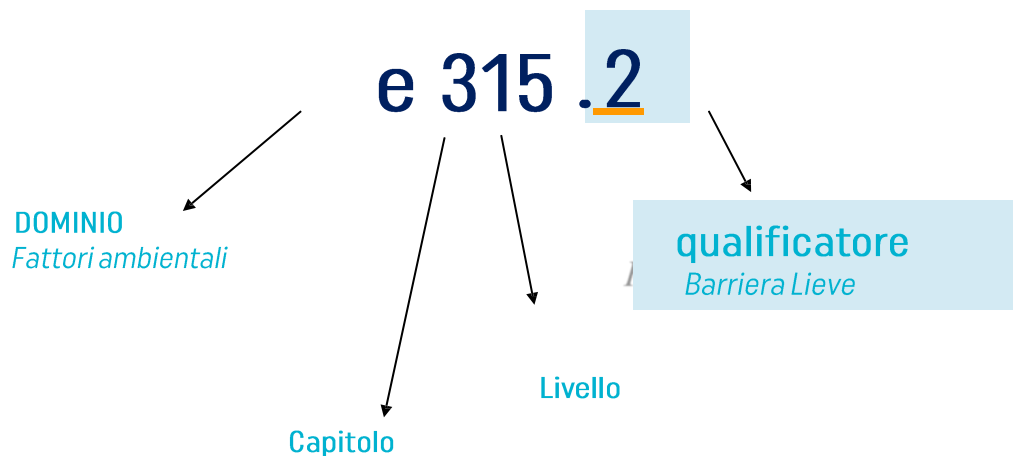 e 315 .2
DOMINIO
Fattori ambientali
qualificatore
Barriera Lieve
Livello
Capitolo